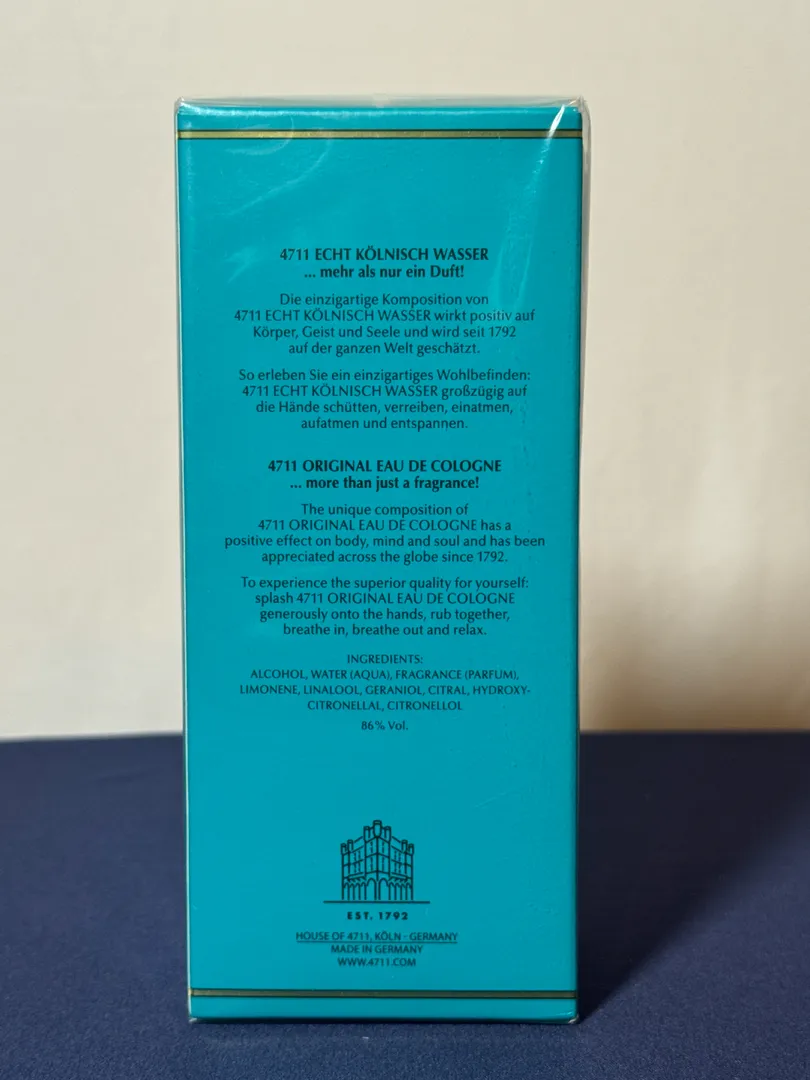 4711 ECHT KÖLNISCH WASSER
... mehr als nur ein Duft!
Die einzigartige Komposition von
4711 ECHT KÖLNISCH WASSER wirkt positiv auf
Körper, Geist und Seele und wird seit 1792
auf der ganzen Welt geschätzt.
So erleben Sie ein einzigartiges Wohlbefinden:
4711 ECHT KÖLNISCH WASSER großzügig auf
die Hände schütten, verreiben, einatmen,
aufatmen und entspannen.
4711 ORIGINAL EAU DE COLOGNE
... more than just a fragrance!
The unique composition of
4711 ORIGINAL EAU DE COLOGNE has a
positive effect on body, mind and soul and has been
appreciated across the globe since 1792.
To experience the superior quality for yourself:
splash 4711 ORIGINAL EAU DE COLOGNE
generously onto the hands, rub together,
breathe in, breathe out and relax.
INGREDIENTS:
ALCOHOL, WATER (AQUA), FRAGRANCE (PARFUM),
LIMONENE, LINALOOL, GERANIOL, CITRAL, HYDROXY-
CITRONELLAL, CITRONELLOL
86% Vol.
EST. 1792
HOUSE OF 4711, KÖLN - GERMANY
MADE IN GERMANY
WWW.4711.COM